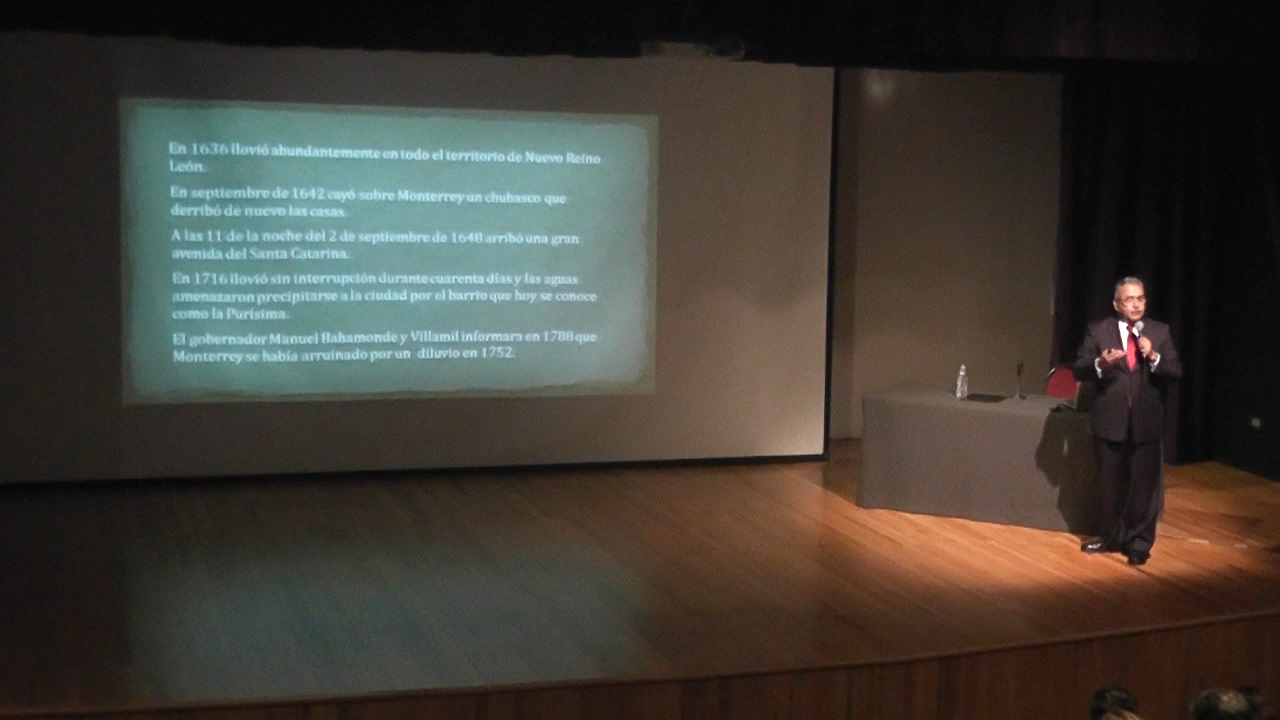 En 1636 llovió abundantemente en todo el territorio de Nuevo Reino
León.
En septiembre de 1642 cayó sobre Monterrey un chubasco que
derribó de nuevo las casas.
A las 11 de la noche del 2 de septiembre de 1648 arribó una gran
avenida del Santa Catarina.
En 1716 llovió sin interrupción durante cuarenta días y las aguas
amenazaron precipitarse a la ciudad por el barrio que hoy se conoce
como la Purísima.
El gobernador Manuel Bahamonde y Villamil informara en 1788 que
Monterrey se había arruinado por un diluvio en 1752.